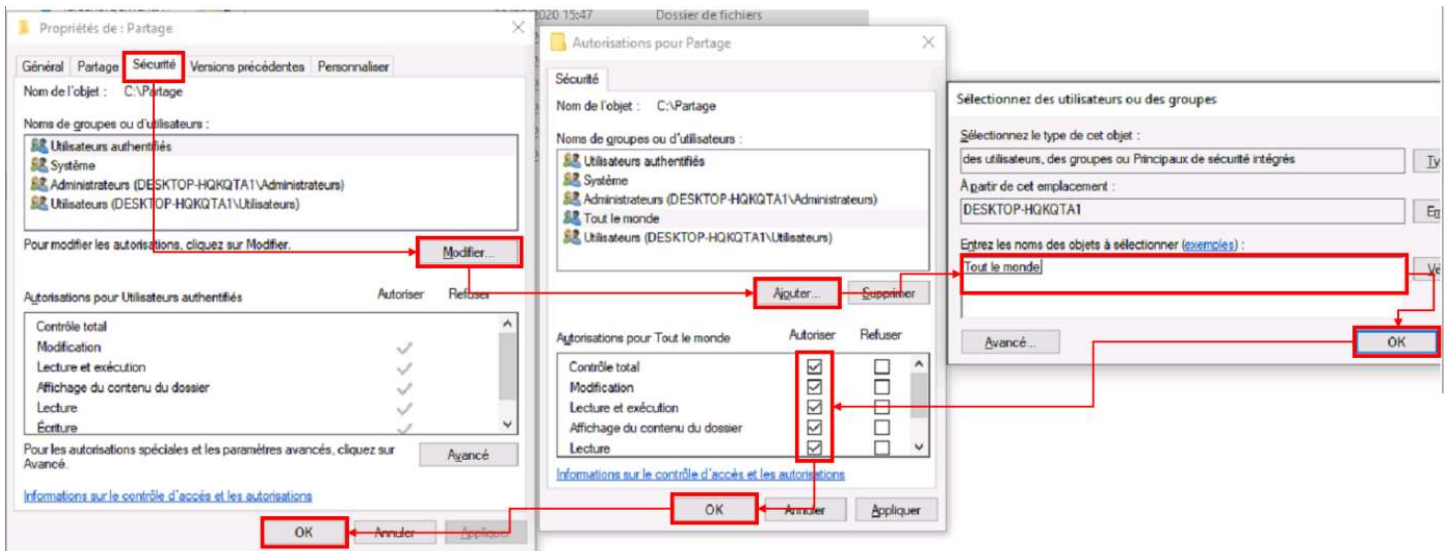 2020 15:47 Dossier de fichiers
Propriétés de : Partage
Général Partage Sécurité Versions précédentes Personnaliser
Nom de l'objet : C:\Partage
Noms de groupes ou d'utilisateurs :
Utilisateurs authentifiés
Système
Administrateurs (DESKTOP-HQKQTA1\Administrateurs)
Utilisateurs (DESKTOP-HQKQTA1\Utilisateurs)
Pour modifier les autorisations, cliquez sur Modifier.
Modifier...
Autorisations pour Utilisateurs authentifiés Autoriser Refuser
Contrôle total
Modification
Lecture et exécution
Affichage du contenu du dossier
Lecture
Écriture
Pour les autorisations spéciales et les paramètres avancés, cliquez sur
Avancé.
Avancé
Informations sur le contrôle d'accès et les autorisations
OK Annuler Appliquer
Autorisations pour Partage
Sécurité
Nom de l'objet : C:\Partage
Noms de groupes ou d'utilisateurs :
Utilisateurs authentifiés
Système
Administrateurs (DESKTOP-HQKQTA1\Administrateurs)
Tout le monde
Utilisateurs (DESKTOP-HQKQTA1\Utilisateurs)
Ajouter... Supprimer
Autorisations pour Tout le monde Autoriser Refuser
Contrôle total
Modification
Lecture et exécution
Affichage du contenu du dossier
Lecture
Informations sur le contrôle d'accès et les autorisations
OK Annuler Appliquer
Sélectionnez des utilisateurs ou des groupes
Sélectionnez le type de cet objet :
des utilisateurs, des groupes ou Principaux de sécurité intégrés Ty
À partir de cet emplacement :
DESKTOP-HQKQTA1
Entrez les noms des objets à sélectionner (exemples) :
Tout le monde Vé
Avancé... OK